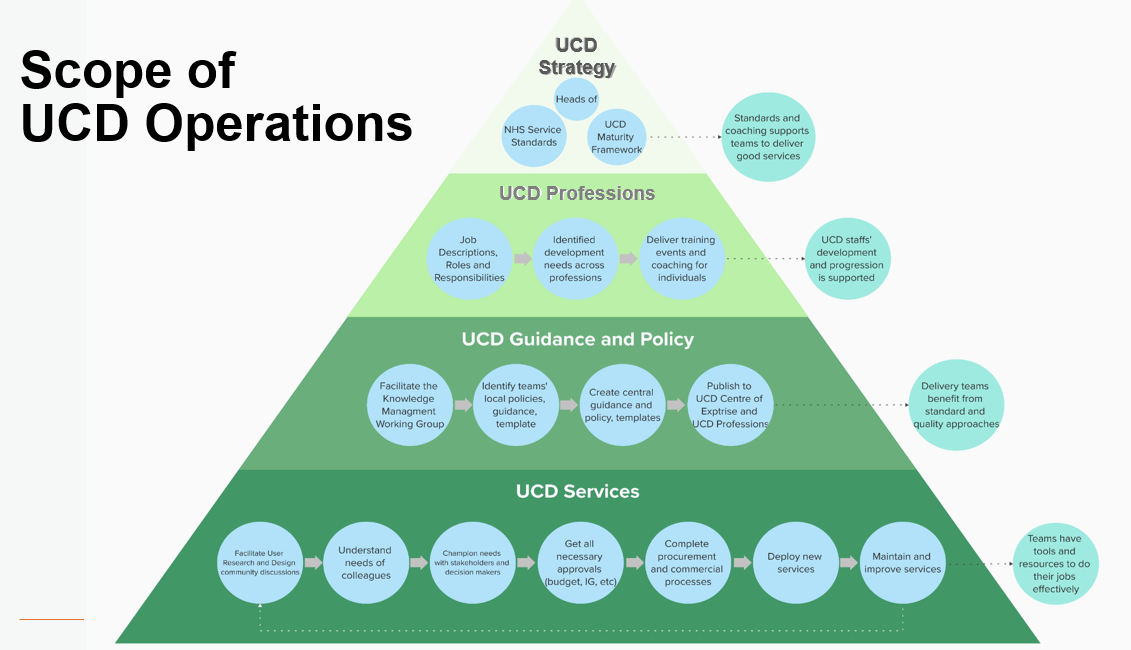 Scope of
UCD Operations
UCD
Strategy
Heads of
NHS Service
Standards
UCD
Maturity
Framework
Standards and
coaching supports
teams to deliver
good services
UCD Professions
Job
Descriptions,
Roles and
Responsibilities
Identified
development
needs across
professions
Deliver training
events and
coaching for
individuals
UCD staffs'
development
and progression
is supported
UCD Guidance and Policy
Facilitate the
Knowledge
Managment
Working Group
Identify teams'
local policies,
guidance,
template
Create central
guidance and
policy, templates
Publish to
UCD Centre of
Exptrise and
UCD Professions
Delivery teams
benefit from
standard and
quality approaches
UCD Services
Facilitate User
Research and Design
community discussions
Understand
needs of
colleagues
Champion needs
with stakeholders and
decision makers
Get all
necessary
approvals
(budget, IG, etc)
Complete
procurement
and commercial
processes
Deploy new
services
Maintain and
improve services
Teams have
tools and
resources to do
their jobs
effectively